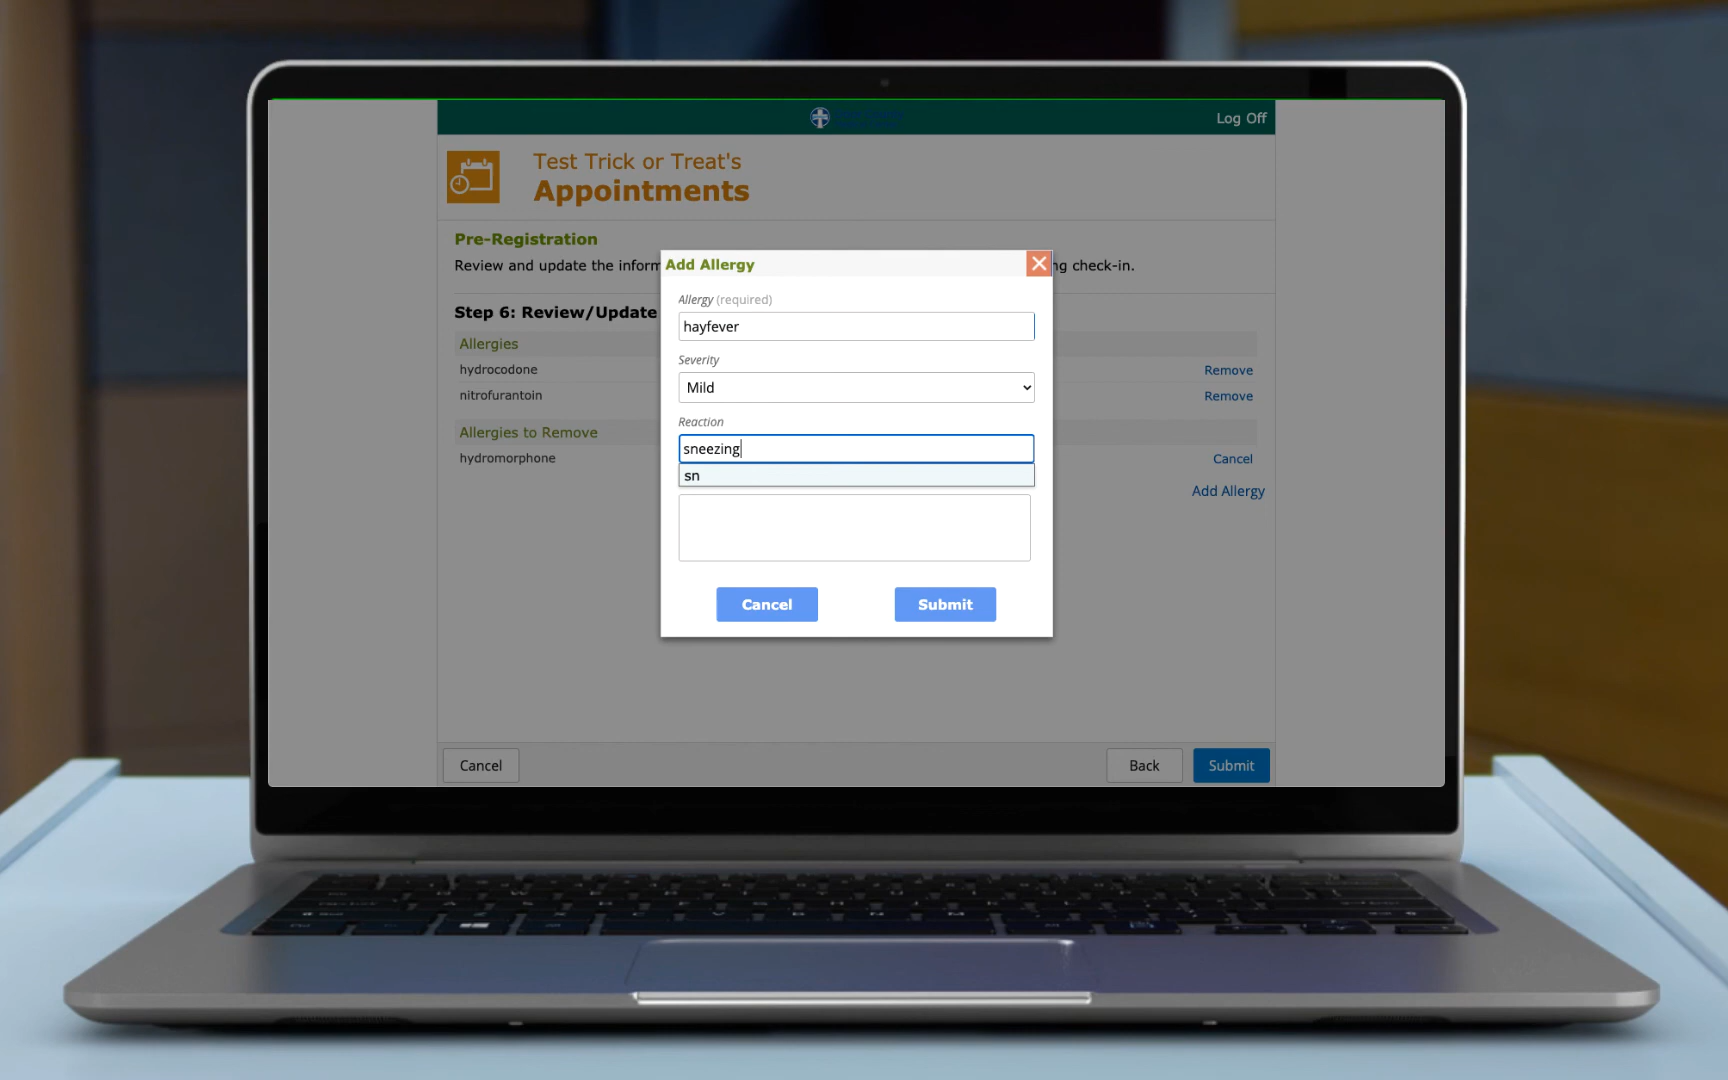 Log Off
Test Trick or Treat's
Appointments
Pre-Registration
Review and update the inform
ng check-in.
Add Allergy
Allergy (required)
hayfever
Step 6: Review/Update
Severity
Mild
Allergies
hydrocodone
Remove
nitrofurantoin
Remove
Reaction
sneezing
sn
Allergies to Remove
hydromorphone
Cancel
Add Allergy
Cancel
Submit
Cancel
Back
Submit